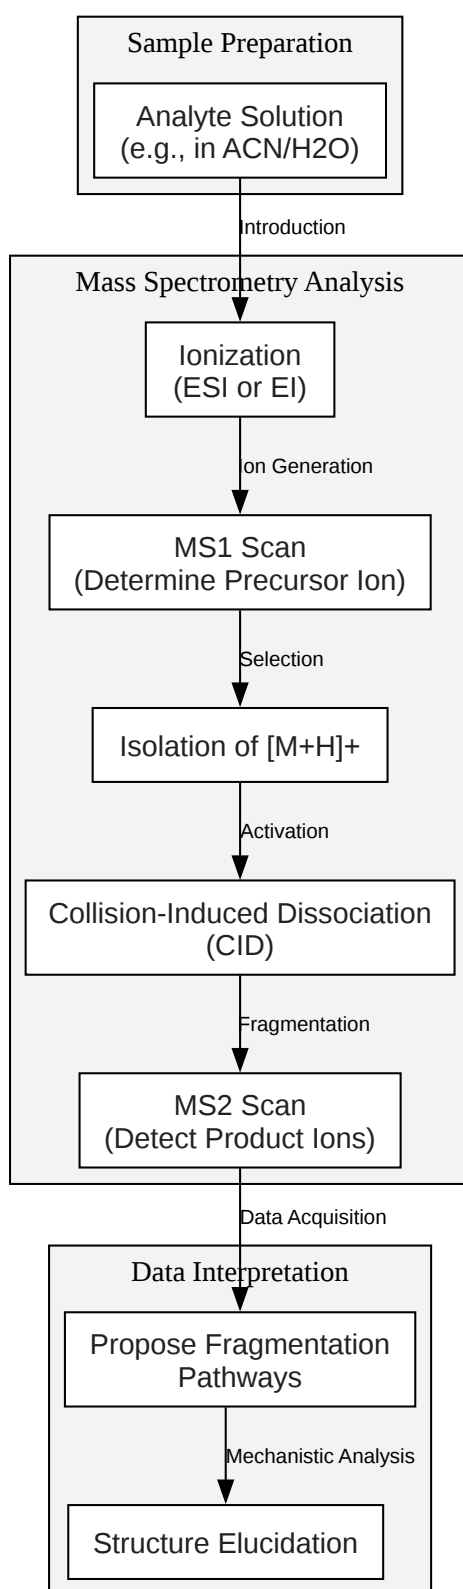 Sample Preparation
Analyte Solution
(e.g., in ACN/H2O)
Introduction
Mass Spectrometry Analysis
Ionization
(ESI or EI)
Ion Generation
MS1 Scan
(Determine Precursor Ion)
Selection
Isolation of [M+H]+
Activation
Collision-Induced Dissociation
(CID)
Fragmentation
MS2 Scan
(Detect Product Ions)
Data Acquisition
Data Interpretation
Propose Fragmentation
Pathways
Mechanistic Analysis
Structure Elucidation